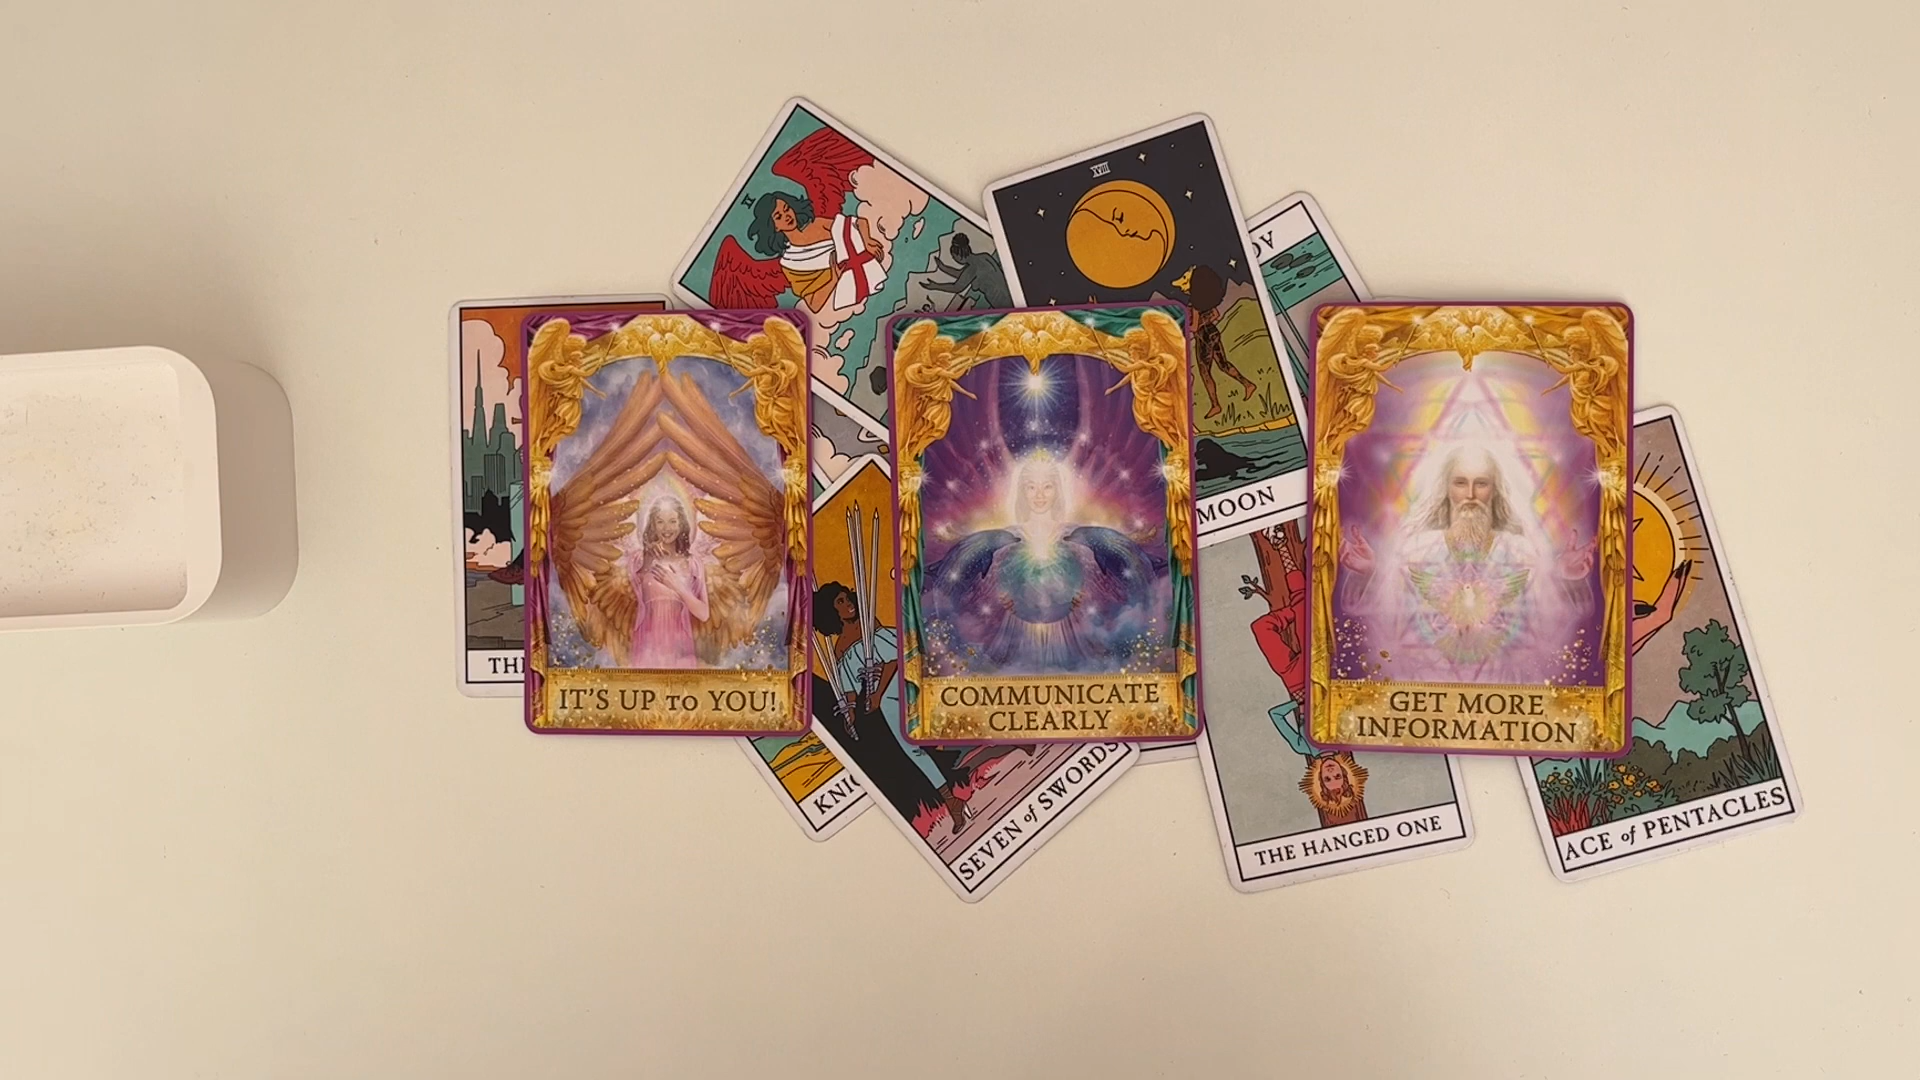 XVIII
MOON
IT'S UP to YOU!
COMMUNICATE
CLEARLY
GET MORE
INFORMATION
SEVEN of SWORDS
THE HANGED ONE
ACE of PENTACLES